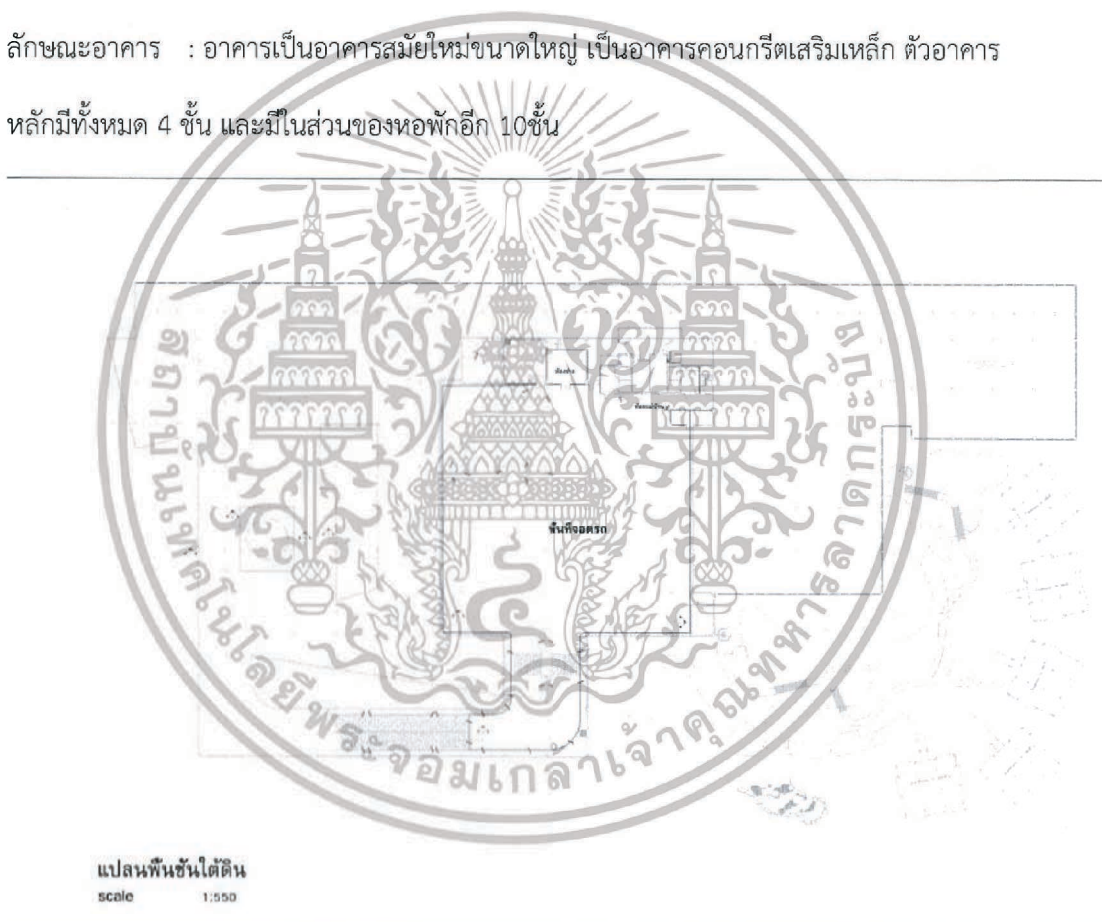 ลักษณะอาคาร : อาคารเป็นอาคารสมัยใหม่ขนาดใหญ่ เป็นอาคารคอนกรีตเสริมเหล็ก ตัวอาคาร
หลักมีทั้งหมด 4 ชั้น และมีในส่วนของหอพักอีก 10ชั้น
พื้นที่จอดรถ
สถาบันเทคโนโลยีพระจอมเกล้าเจ้าคุณทหารลาดกระบัง
แปลนพื้นชั้นใต้ดิน
scale 1:550